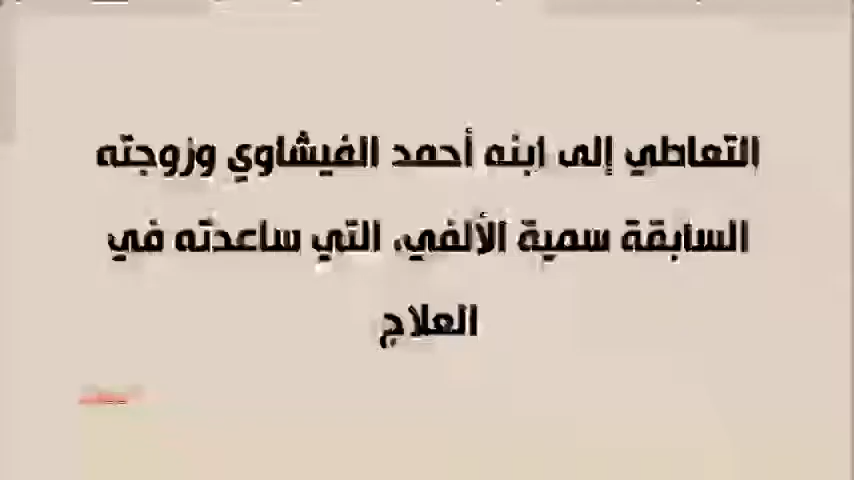 التعاطي إلى ابنه أحمد الفيشاوي وزوجته
السابقة سمية الألفي، التي ساعدته في
العلاج